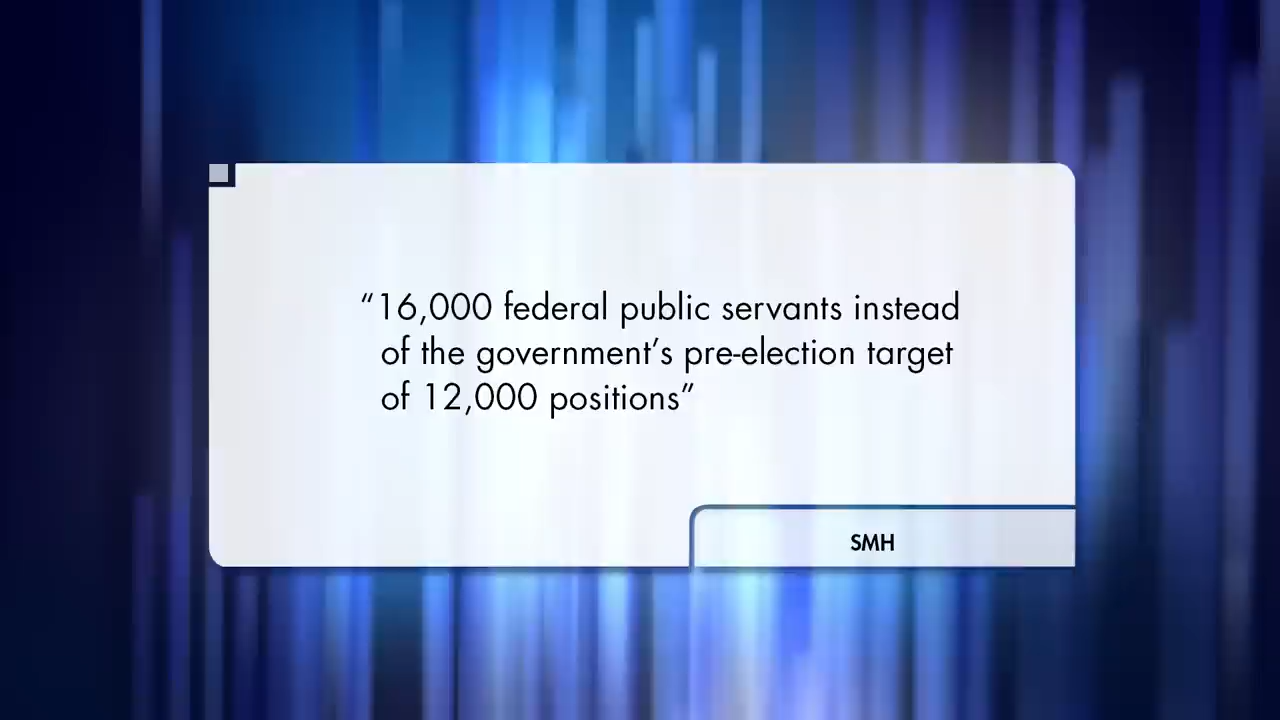 “16,000 federal public servants instead
of the government’s pre-election target
of 12,000 positions”
SMH